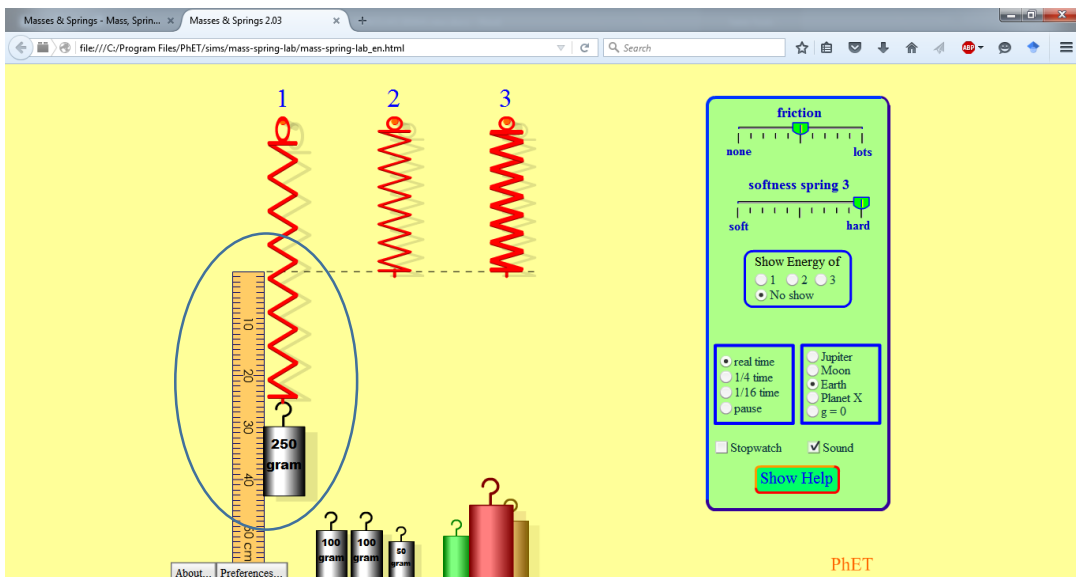 Masses & Springs - Mass, Sprin... × Masses & Springs 2.03 × +
file:///C:/Program Files/PhET/sims/mass-spring-lab/mass-spring-lab_en.html Search ABP
1 2 3
friction
none lots
softness spring 3
soft hard
Show Energy of
1 2 3
No show
10
20
30
40
cm
250
gram
100
gram
100
gram
50
gram
real time
1/4 time
1/16 time
pause
Jupiter
Moon
Earth
Planet X
g = 0
Stopwatch Sound
Show Help
PhET
About... Preferences...